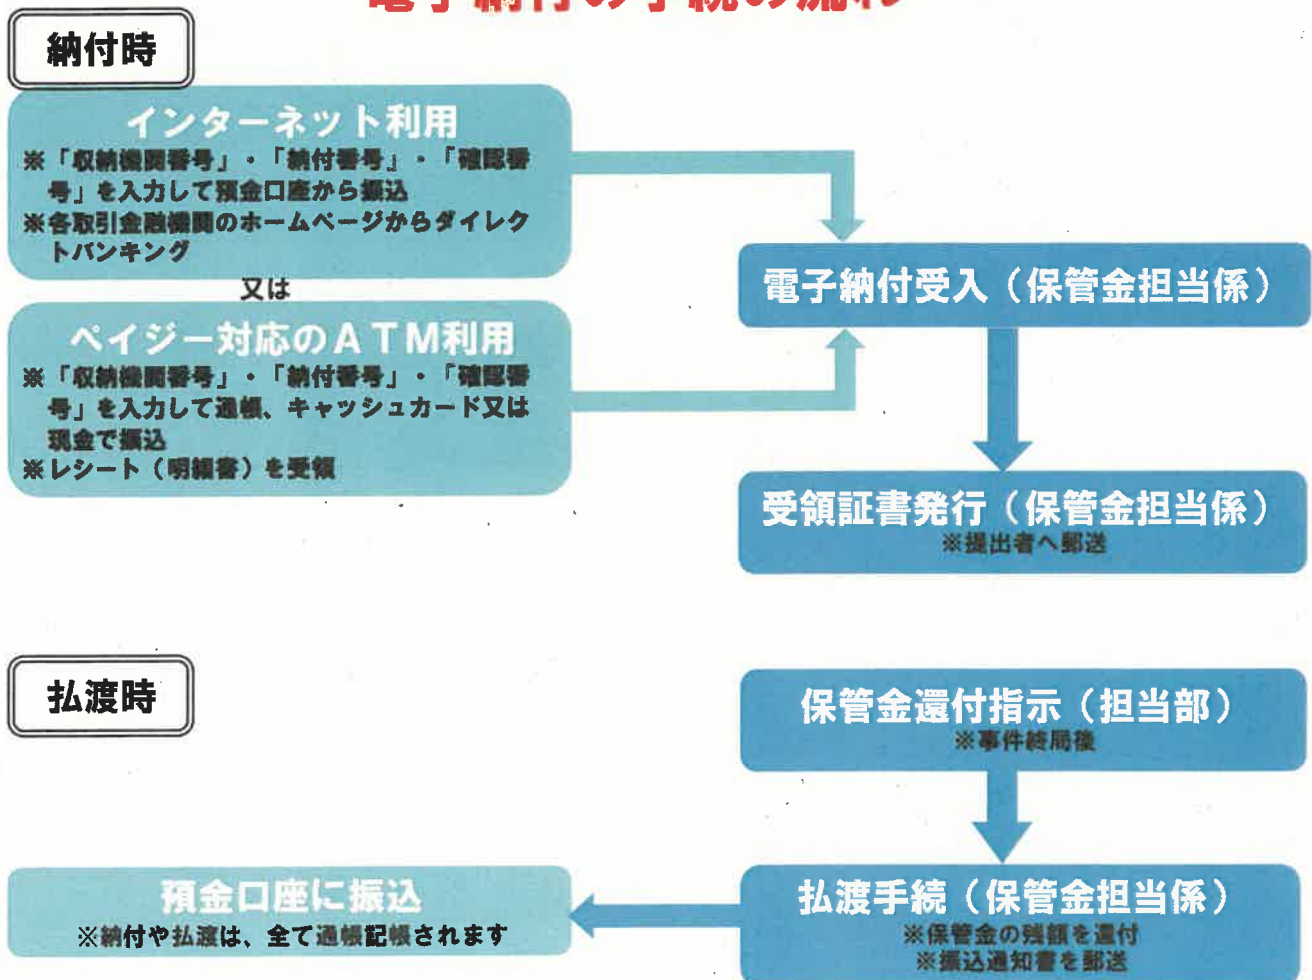 電子納付の手続の流れ
納付時
インターネット利用
※「収納機関番号」・「納付番号」・「確認番
号」を入力して預金口座から振込
※各取引金融機関のホームページからダイレク
トバンキング
又は
ペイジー対応のATM利用
※「収納機関番号」・「納付番号」・「確認番
号」を入力して通帳、キャッシュカード又は
現金で振込
※レシート(明細書)を受領
電子納付受入(保管金担当係)
受領証書発行(保管金担当係)
※提出者へ郵送
払渡時
保管金還付指示(担当部)
※事件終局後
払渡手続(保管金担当係)
※保管金の残額を還付
※振込通知書を郵送
預金口座に振込
※納付や払渡は、全て通帳記帳されます